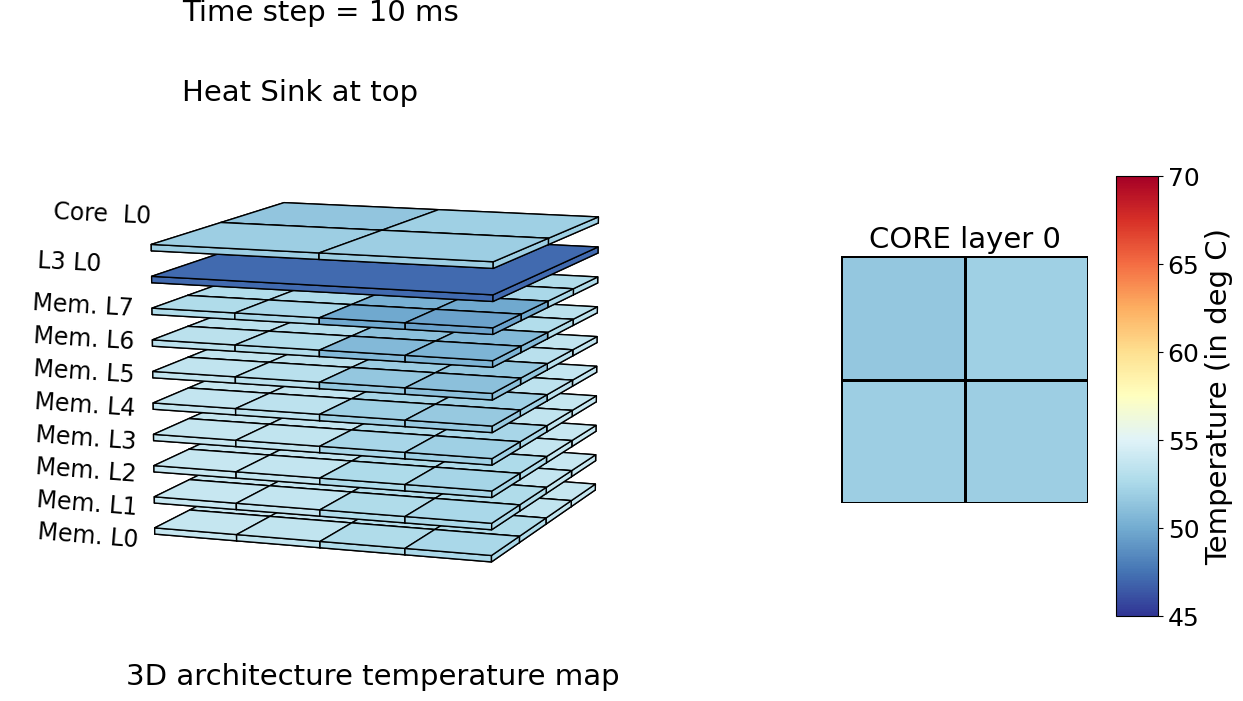 Time step = 10 ms
Heat Sink at top
Core L0
L3 L0
Mem. L7
Mem. L6
Mem. L5
Mem. L4
Mem. L3
Mem. L2
Mem. L1
Mem. L0
3D architecture temperature map
CORE layer 0
70
65
60
55
50
45
Temperature (in deg C)